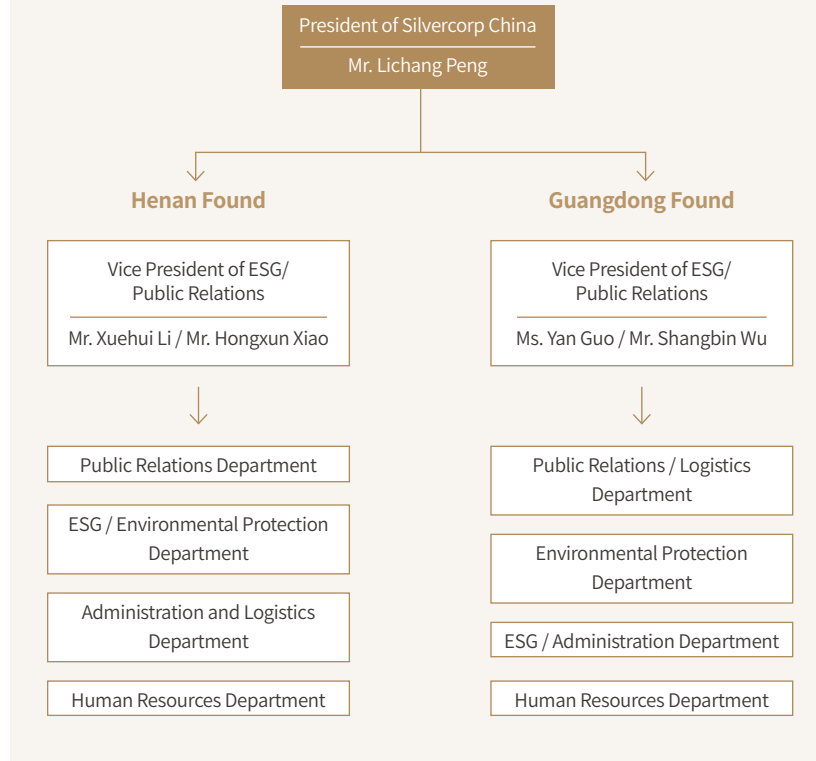 President of Silvercorp China
Mr. Lichang Peng
Henan Found
Vice President of ESG/
Public Relations
Mr. Xuehui Li / Mr. Hongxun Xiao
Public Relations Department
ESG / Environmental Protection
Department
Administration and Logistics
Department
Human Resources Department
Guangdong Found
Vice President of ESG/
Public Relations
Ms. Yan Guo / Mr. Shangbin Wu
Public Relations / Logistics
Department
Environmental Protection
Department
ESG / Administration Department
Human Resources Department